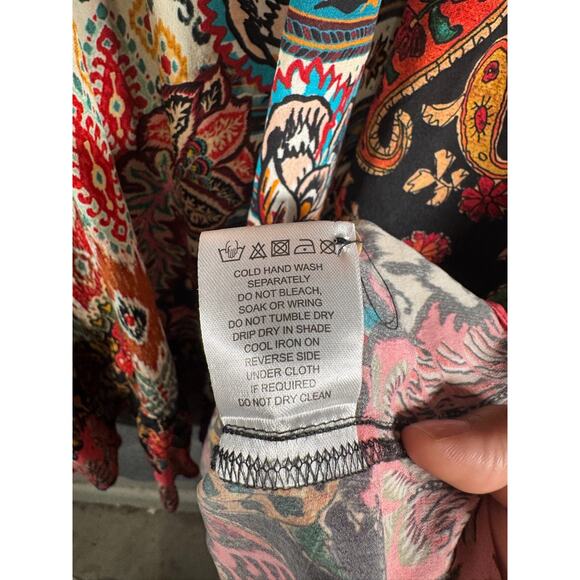 COLD HAND WASH
SEPARATELY
DO NOT BLEACH,
SOAK OR WRING
DO NOT TUMBLE DRY
DRIP DRY IN SHADE
COOL IRON ON
REVERSE SIDE
UNDER CLOTH
IF REQUIRED
DO NOT DRY CLEAN